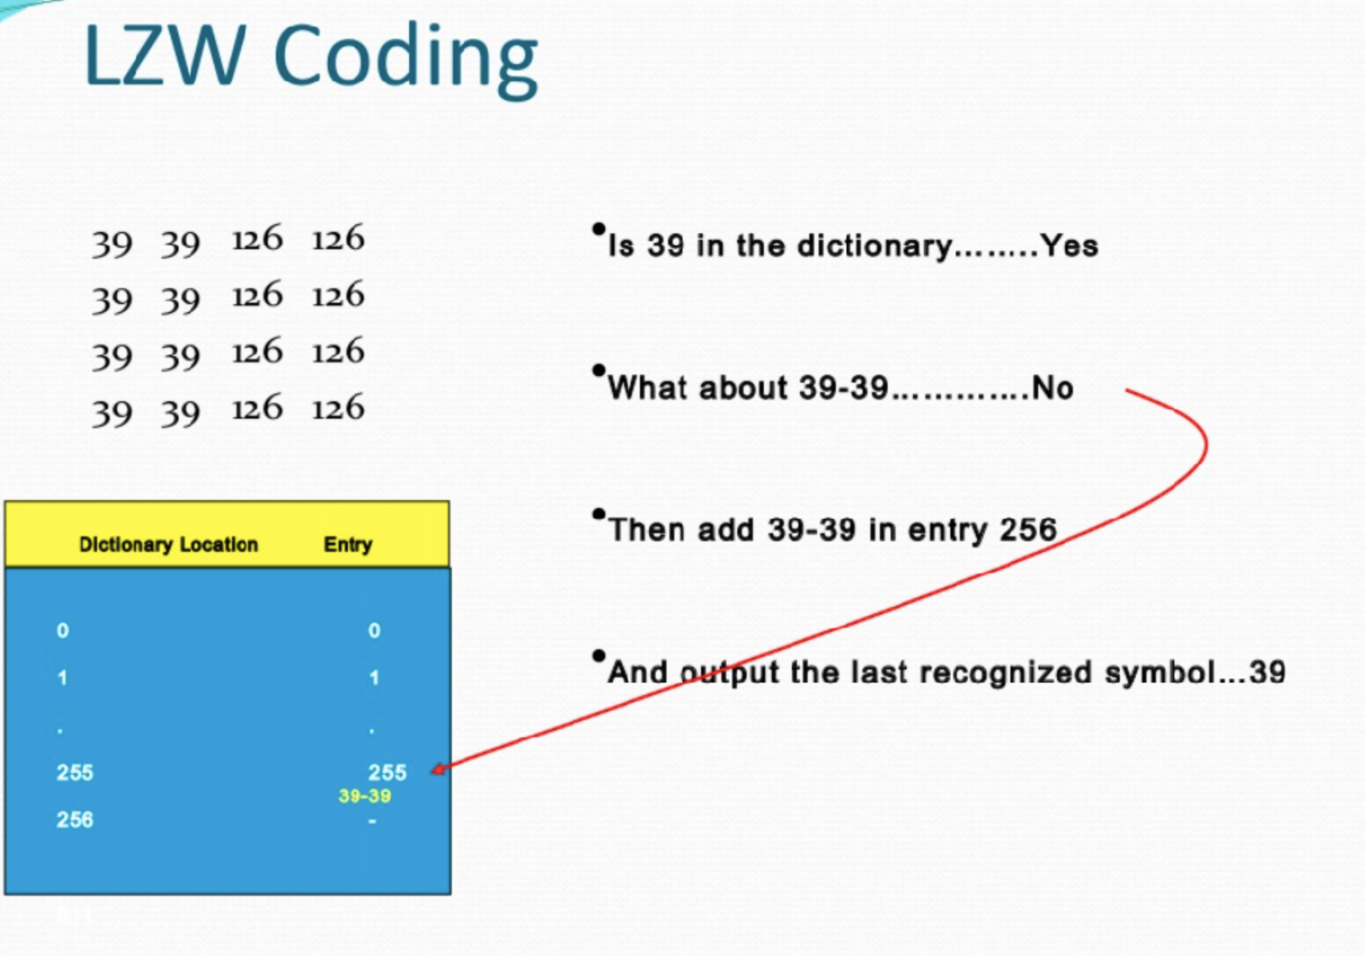 LZW Coding
39 39 126 126
39 39 126 126
39 39 126 126
39 39 126 126
•Is 39 in the dictionary........Yes
•What about 39-39.............No
•Then add 39-39 in entry 256
•And output the last recognized symbol...39
Dictionary Location Entry
0 0
1 1
. .
255 255
39-39
256 -